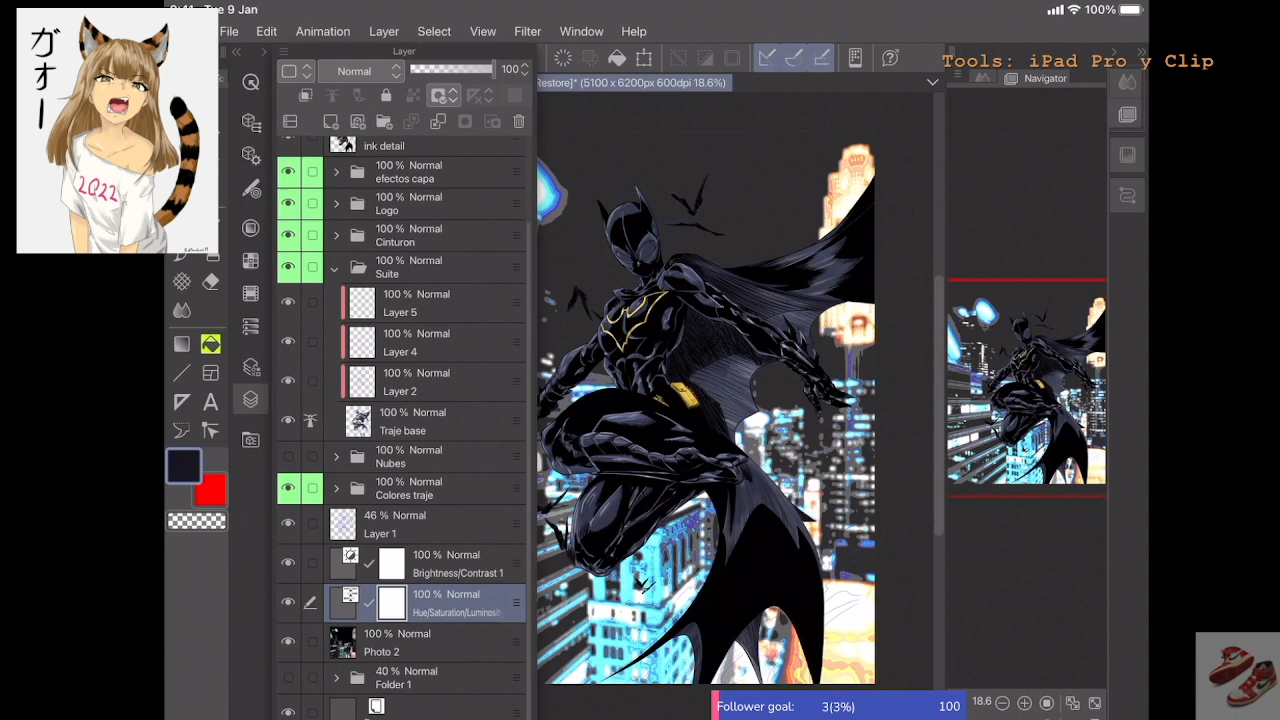 9:41 Tue 9 Jan
100%
File Edit Animation Layer Select View Filter Window Help
ガオー
2022
Tools: iPad Pro y Clip
Layer
Normal
100
Restore]* (5100 x 6200px 600dpi 18.6%)
Navigator
ink detail
100 % Normal
efectos capa
100 % Normal
Logo
100 % Normal
Cinturon
100 % Normal
Suite
100 % Normal
Layer 5
100 % Normal
Layer 4
100 % Normal
Layer 2
100 % Normal
Traje base
100 % Normal
Nubes
100 % Normal
Colores traje
46 % Normal
Layer 1
100 % Normal
Brightness/Contrast 1
100 % Normal
Hue/Saturation/Luminosit
100 % Normal
Photo 2
40 % Normal
Folder 1
18.6
Follower goal: 3(3%) 100